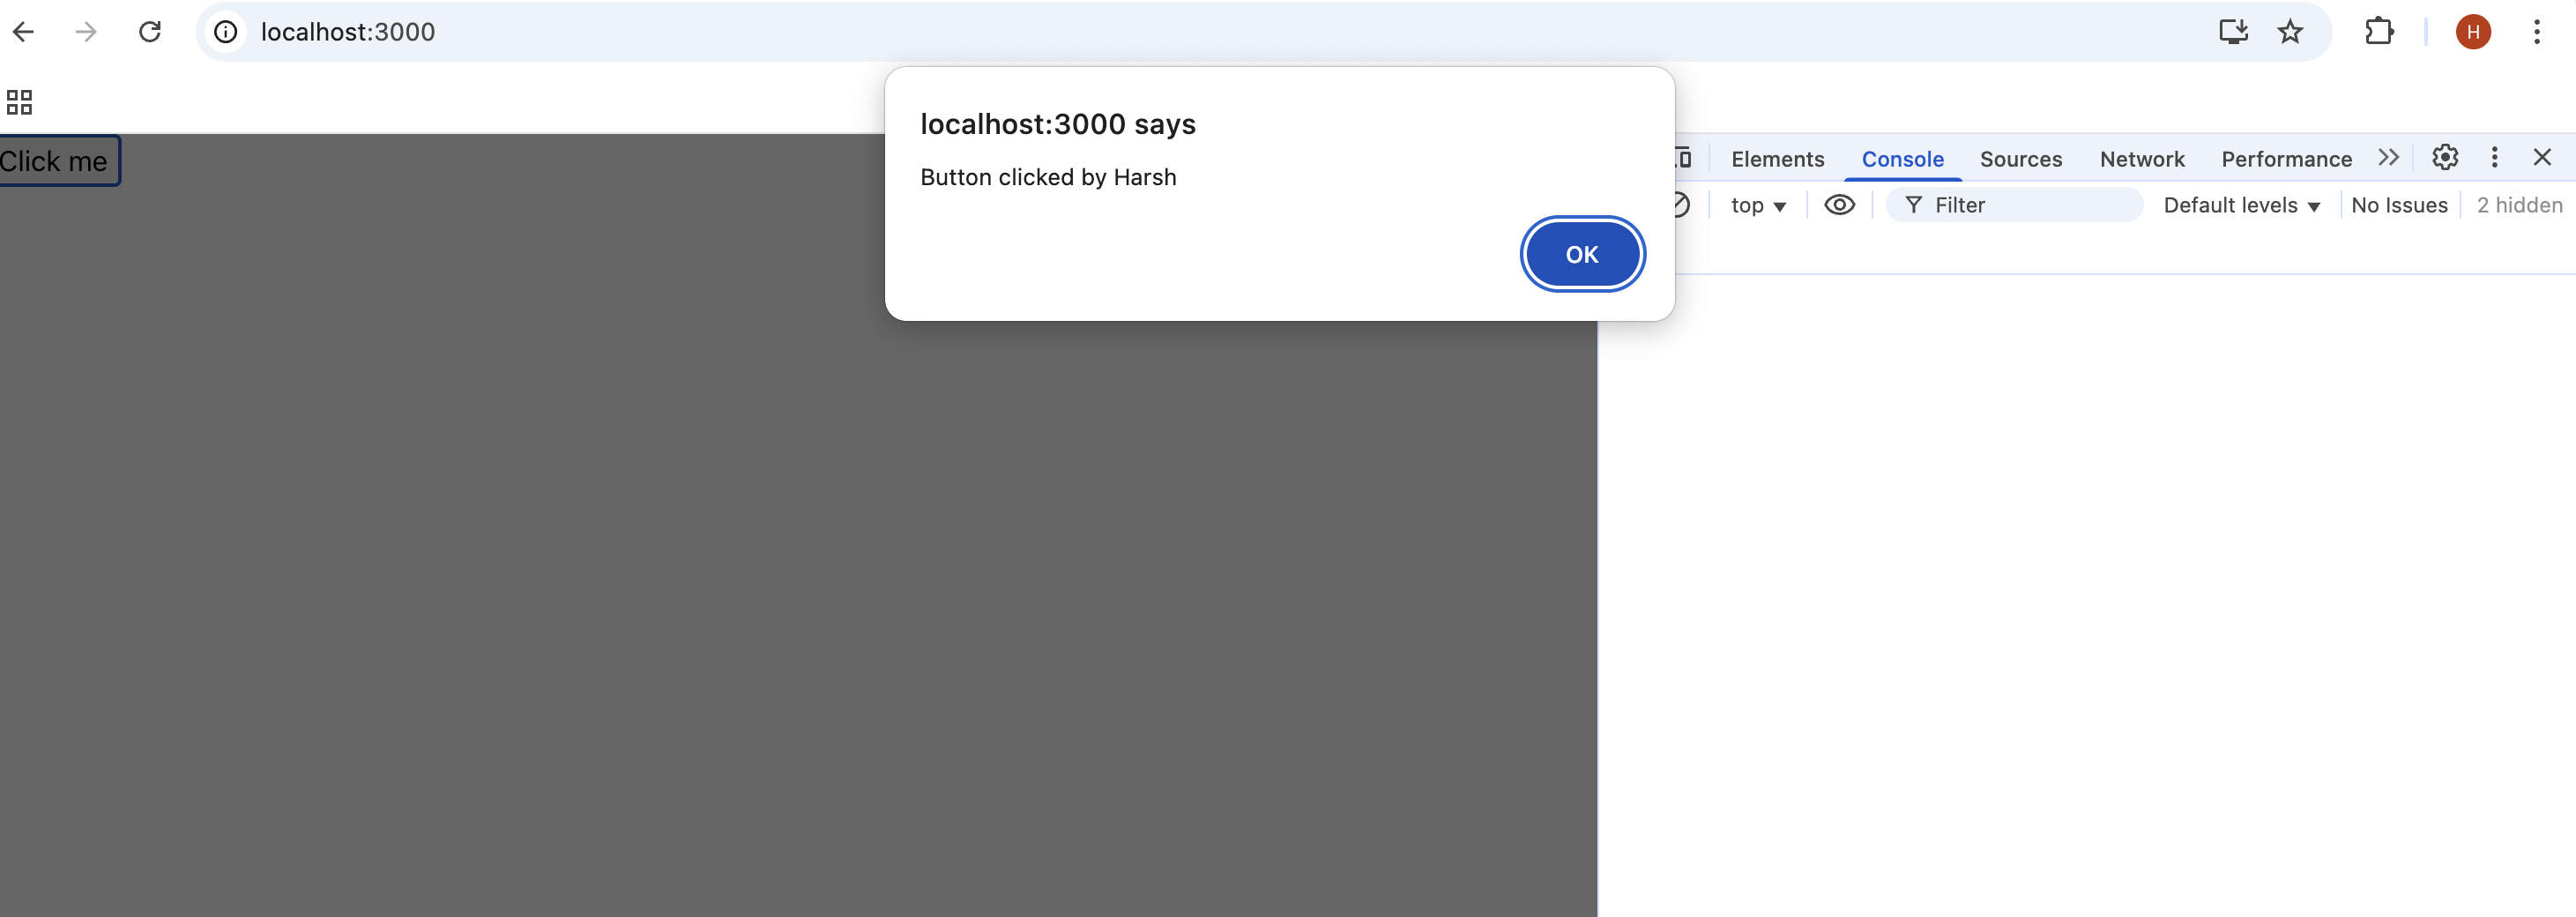 localhost:3000
H
localhost:3000 says
Button clicked by Harsh
OK
Click me
Elements Console Sources Network Performance
top Filter Default levels No Issues 2 hidden